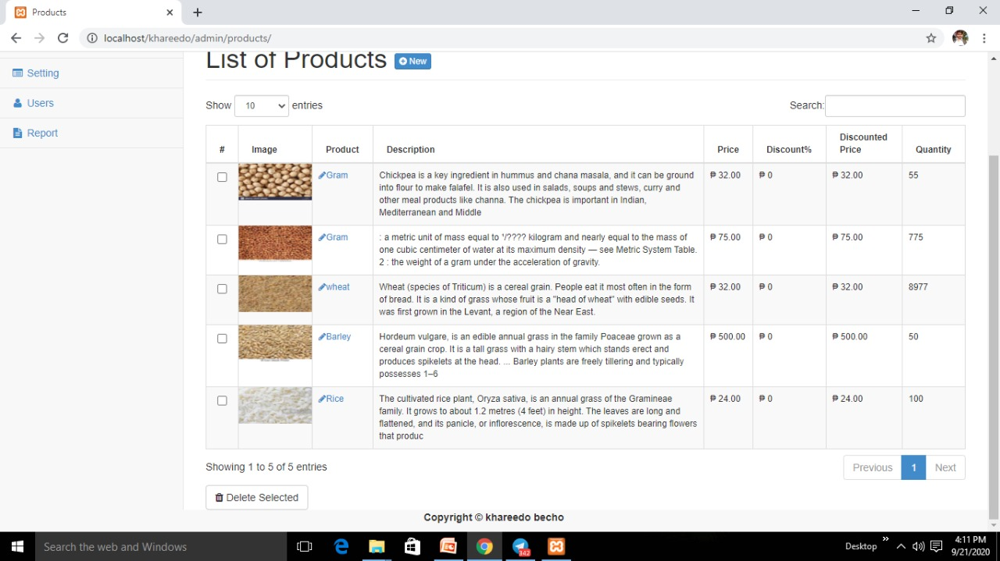 Products
localhost/khareedo/admin/products/
List of Products New
Setting
Users
Report
Show 10 entries
Search:
# Image Product Description Price Discount% Discounted Price Quantity
Gram
Chickpea is a key ingredient in hummus and chana masala, and it can be ground
into flour to make falafel. It is also used in salads, soups and stews, curry and
other meal products like channa. The chickpea is important in Indian,
Mediterranean and Middle
₱ 32.00 ₱ 0 ₱ 32.00 55
Gram
: a metric unit of mass equal to ¹/???? kilogram and nearly equal to the mass of
one cubic centimeter of water at its maximum density — see Metric System Table.
2 : the weight of a gram under the acceleration of gravity.
₱ 75.00 ₱ 0 ₱ 75.00 775
wheat
Wheat (species of Triticum) is a cereal grain. People eat it most often in the form
of bread. It is a kind of grass whose fruit is a "head of wheat" with edible seeds. It
was first grown in the Levant, a region of the Near East.
₱ 32.00 ₱ 0 ₱ 32.00 8977
Barley
Hordeum vulgare, is an edible annual grass in the family Poaceae grown as a
cereal grain crop. It is a tall grass with a hairy stem which stands erect and
produces spikelets at the head. ... Barley plants are freely tillering and typically
possesses 1–6
₱ 500.00 ₱ 0 ₱ 500.00 50
Rice
The cultivated rice plant, Oryza sativa, is an annual grass of the Gramineae
family. It grows to about 1.2 metres (4 feet) in height. The leaves are long and
flattened, and its panicle, or inflorescence, is made up of spikelets bearing flowers
that produc
₱ 24.00 ₱ 0 ₱ 24.00 100
Showing 1 to 5 of 5 entries
Previous 1 Next
Delete Selected
Copyright © khareedo becho
Search the web and Windows
342
Desktop
4:11 PM
9/21/2020